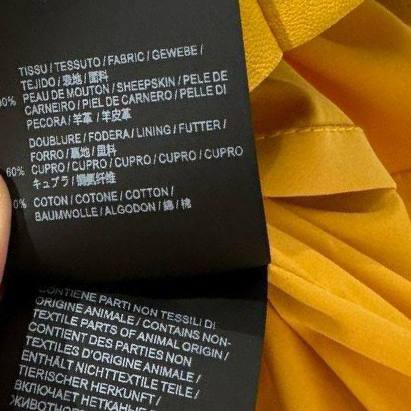 TISSU / TESSUTO / FABRIC / GEWEBE /
TEJIDO / 表地 / 面料
00% PEAU DE MOUTON / SHEEPSKIN / PELE DE
CARNEIRO / PIEL DE CARNERO / PELLE DI
PECORA / 羊革 / 羊皮革
DOUBLURE / FODERA / LINING / FUTTER /
FORRO / 裏地 / 里料
60% CUPRO / CUPRO / CUPRO / CUPRO / CUPRO
キュプラ / 铜氨纤维
0% COTON / COTONE / COTTON /
BAUMWOLLE / ALGODON / 綿 / 棉
CONTIENE PARTI NON TESSILI DI
ORIGINE ANIMALE / CONTAINS NON-
TEXTILE PARTS OF ANIMAL ORIGIN /
CONTIENT DES PARTIES NON
TEXTILES D'ORIGINE ANIMALE /
ENTHÄLT NICHTTEXTILE TEILE /
TIERISCHER HERKUNFT /
ВКЛЮЧАЕТ НЕТКАНЫЕ